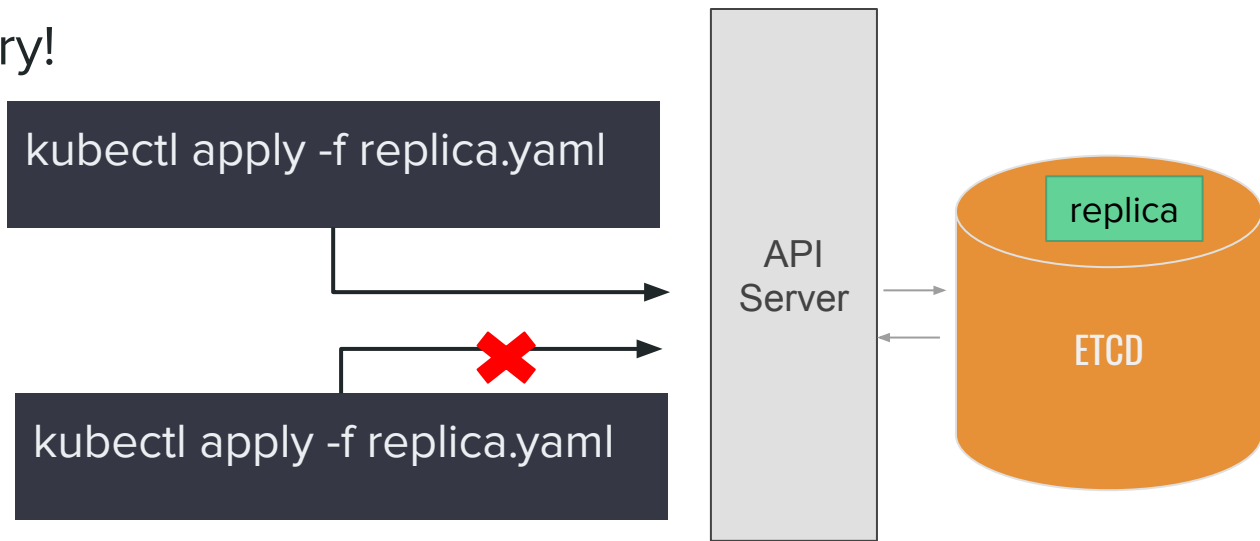 ry!
kubectl apply -f replica.yaml
replica
API
Server
ETCD
kubectl apply -f replica.yaml